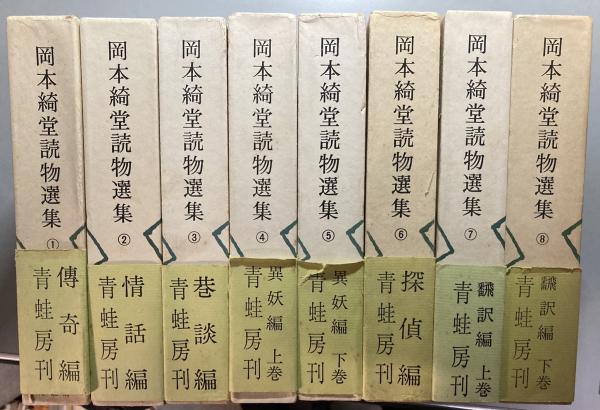 岡本綺堂読物選集①
傳奇編
青蛙房刊
岡本綺堂読物選集②
情話編
青蛙房刊
岡本綺堂読物選集③
巷談編
青蛙房刊
岡本綺堂読物選集④
異妖編 上巻
青蛙房刊
岡本綺堂読物選集⑤
異妖編 下巻
青蛙房刊
岡本綺堂読物選集⑥
探偵編
青蛙房刊
岡本綺堂読物選集⑦
飜訳編 上巻
青蛙房刊
岡本綺堂読物選集⑧
飜訳編 下巻
青蛙房刊